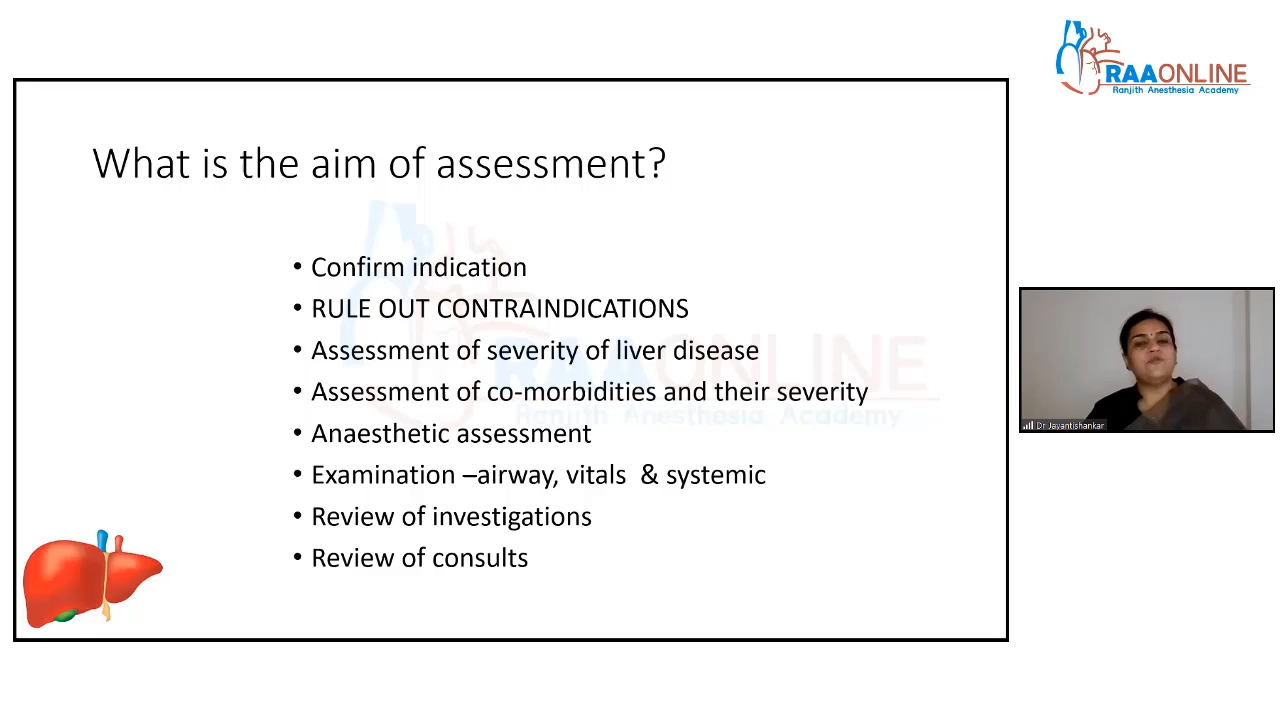 RAAONLINE
Ranjith Anesthesia Academy
What is the aim of assessment?
• Confirm indication
• RULE OUT CONTRAINDICATIONS
• Assessment of severity of liver disease
• Assessment of co-morbidities and their severity
• Anaesthetic assessment
• Examination –airway, vitals & systemic
• Review of investigations
• Review of consults
RAAONLINE
Ranjith Anesthesia Academy
Dr Jayantishankar